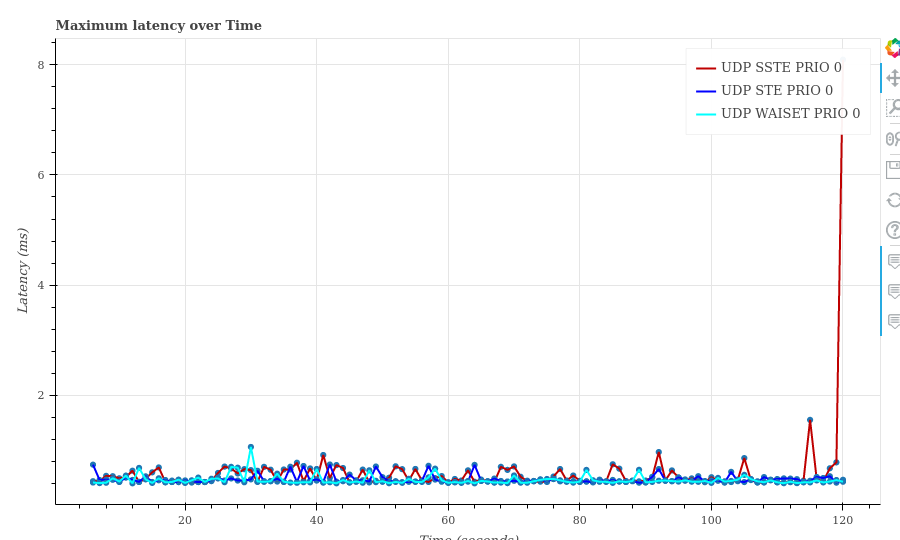 Maximum latency over Time
UDP SSTE PRIO 0
UDP STE PRIO 0
UDP WAISET PRIO 0
8
6
4
2
Latency (ms)
20 40 60 80 100 120
Time (seconds)